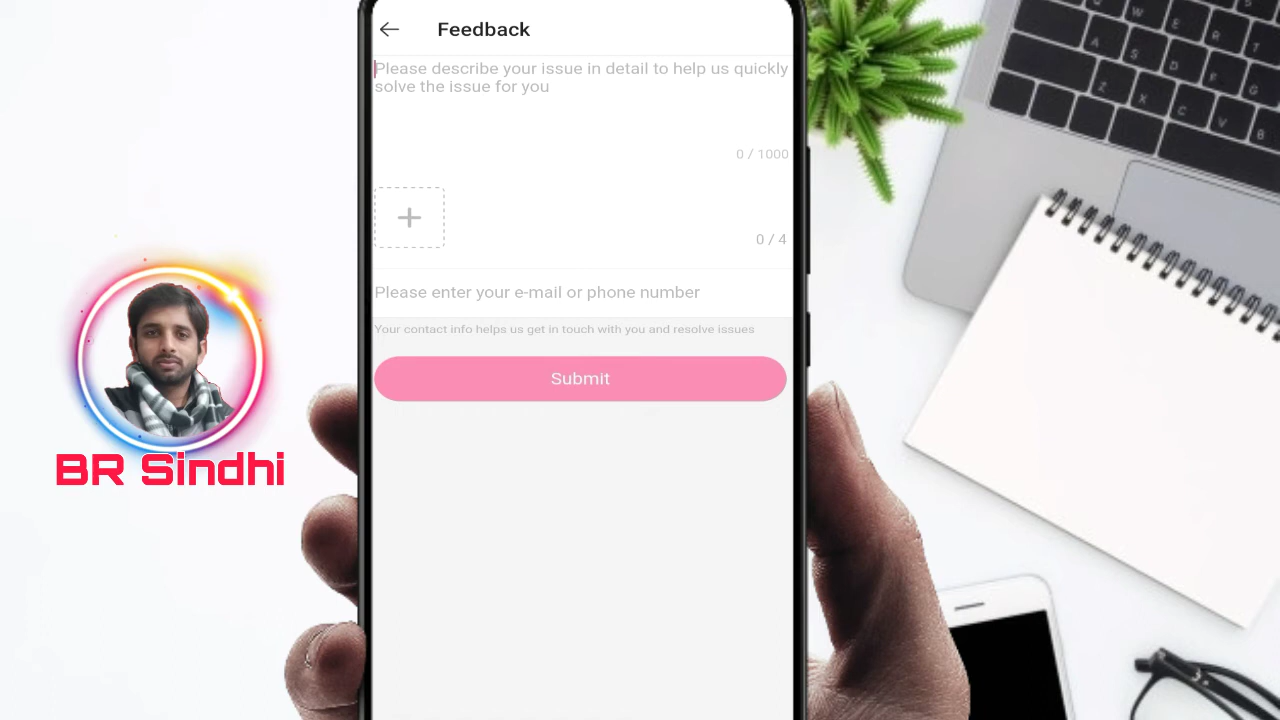 Feedback
Please describe your issue in detail to help us quickly
solve the issue for you
0 / 1000
0 / 4
Please enter your e-mail or phone number
Your contact info helps us get in touch with you and resolve issues
Submit
BR Sindhi
W
E
R
T
A
S
D
F
G
Z
X
C
V
B